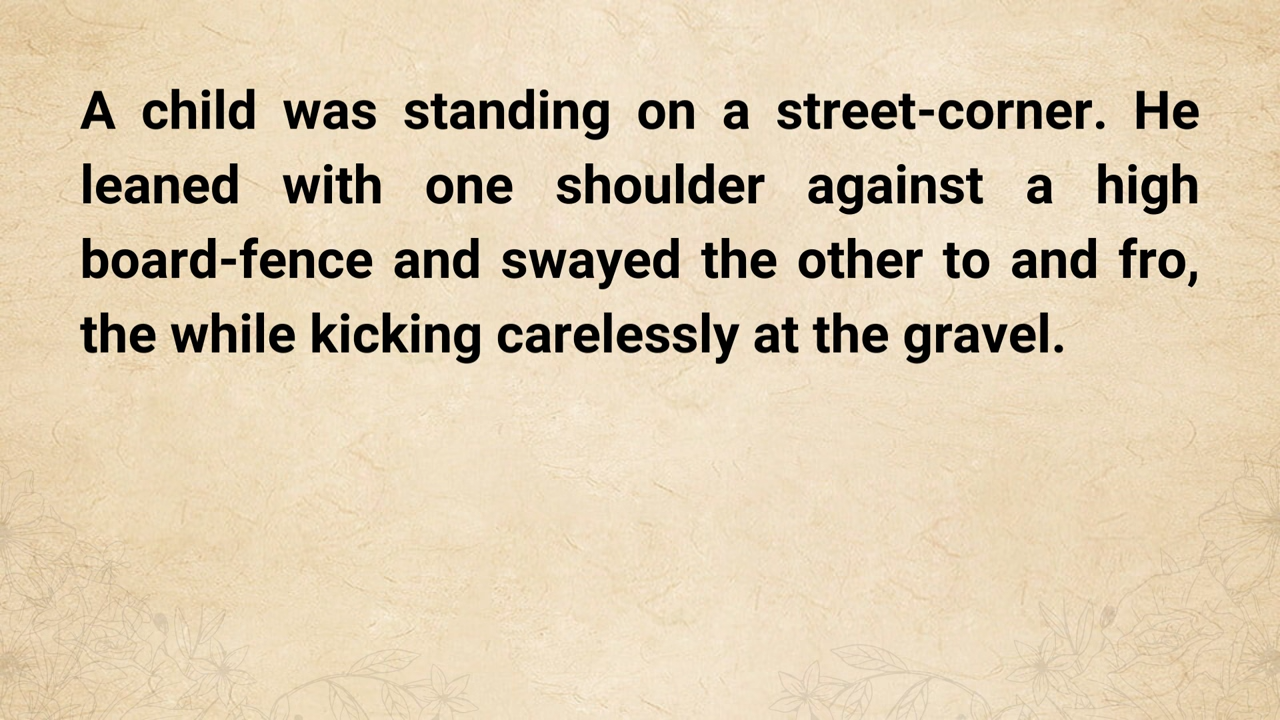 A child was standing on a street-corner. He
leaned with one shoulder against a high
board-fence and swayed the other to and fro,
the while kicking carelessly at the gravel.